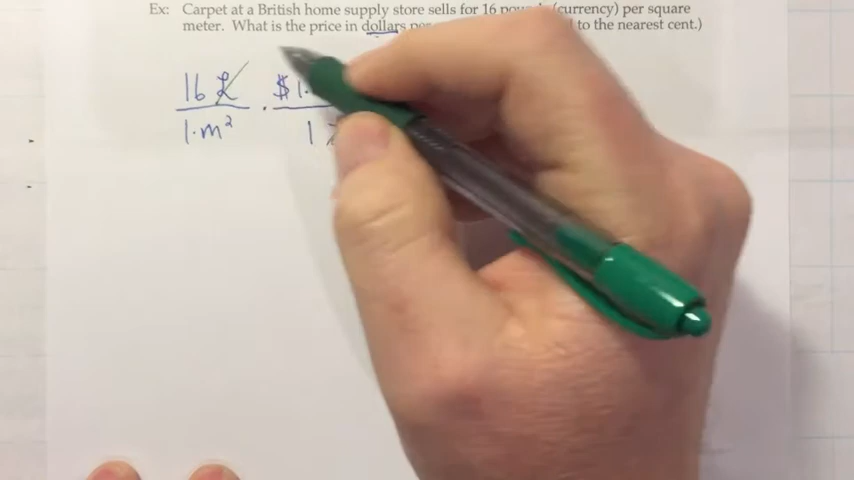 Ex: Carpet at a British home supply store sells for 16 (currency) per square
meter. What is the price in dollars to the nearest cent.)
16 £ $1.
1·m² · 1